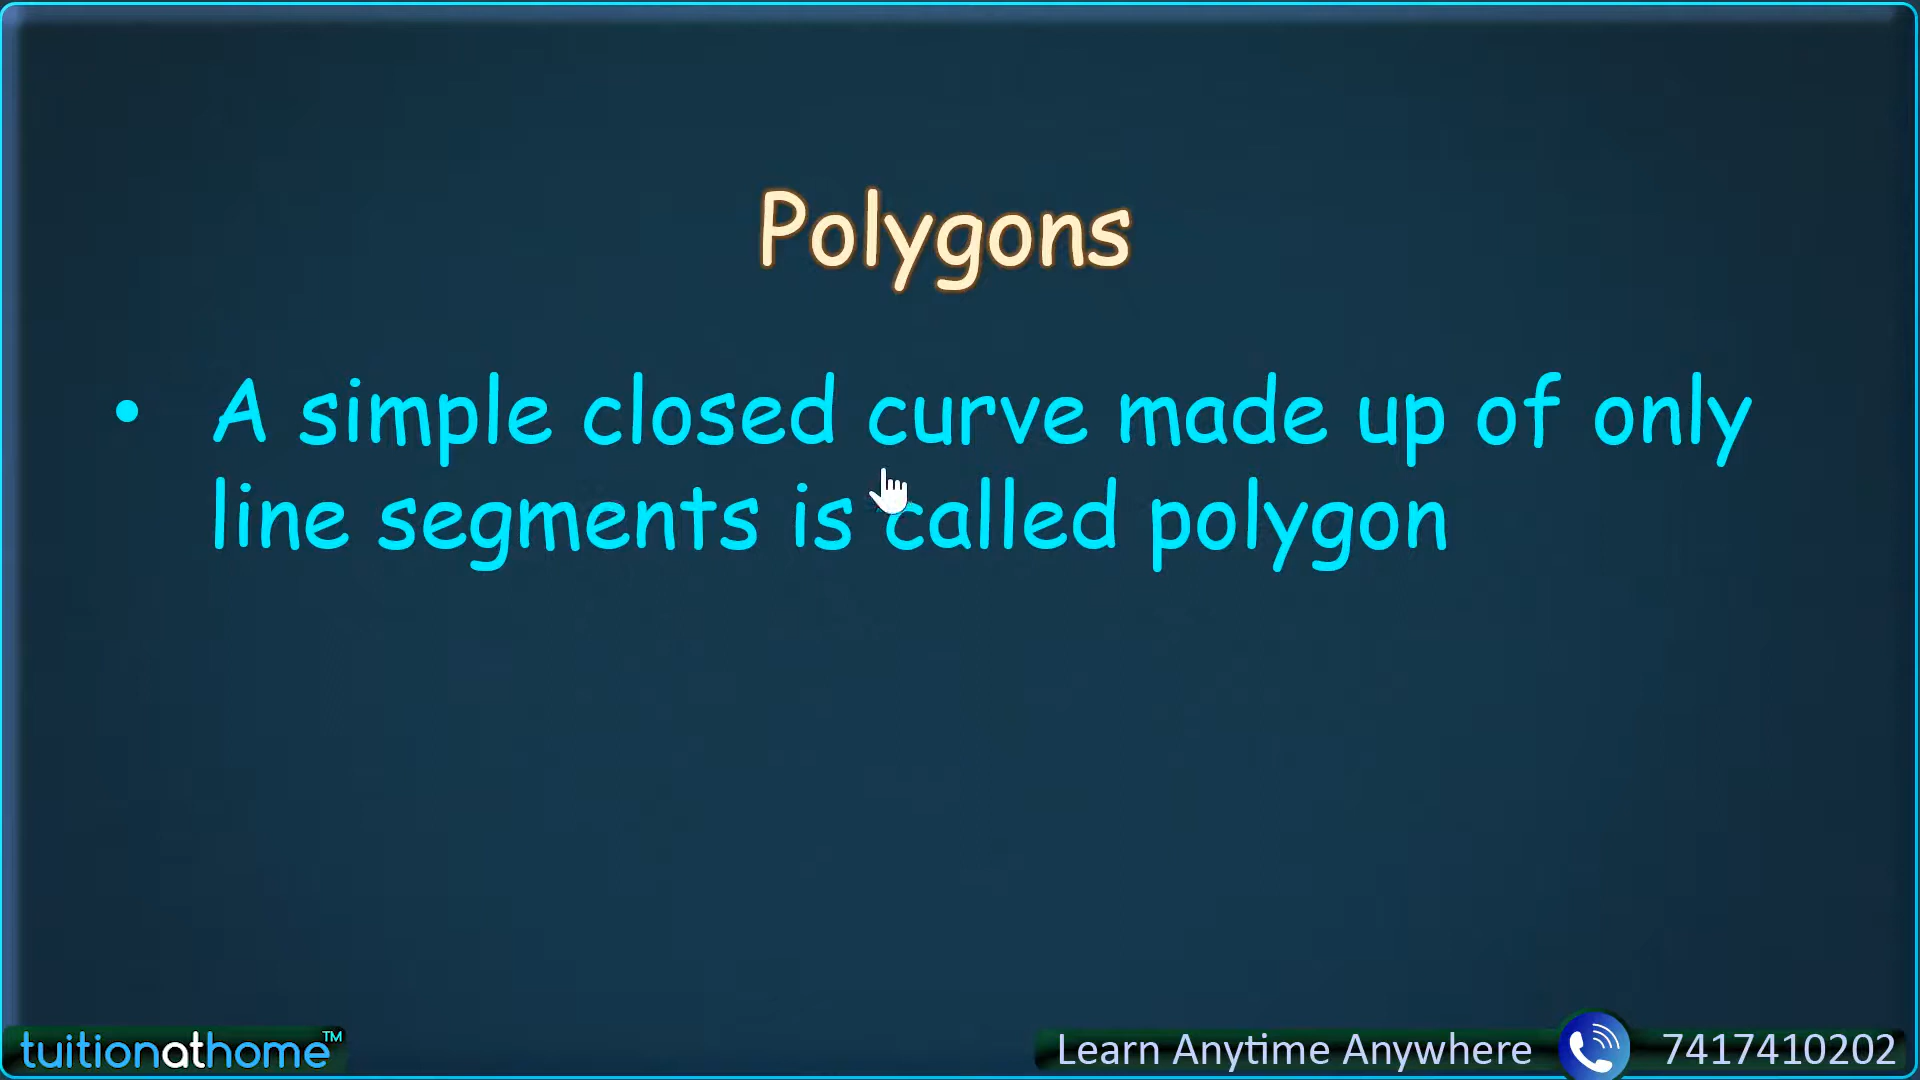 Polygons
• A simple closed curve made up of only
line segments is called polygon
tuitionathome™
Learn Anytime Anywhere 7417410202